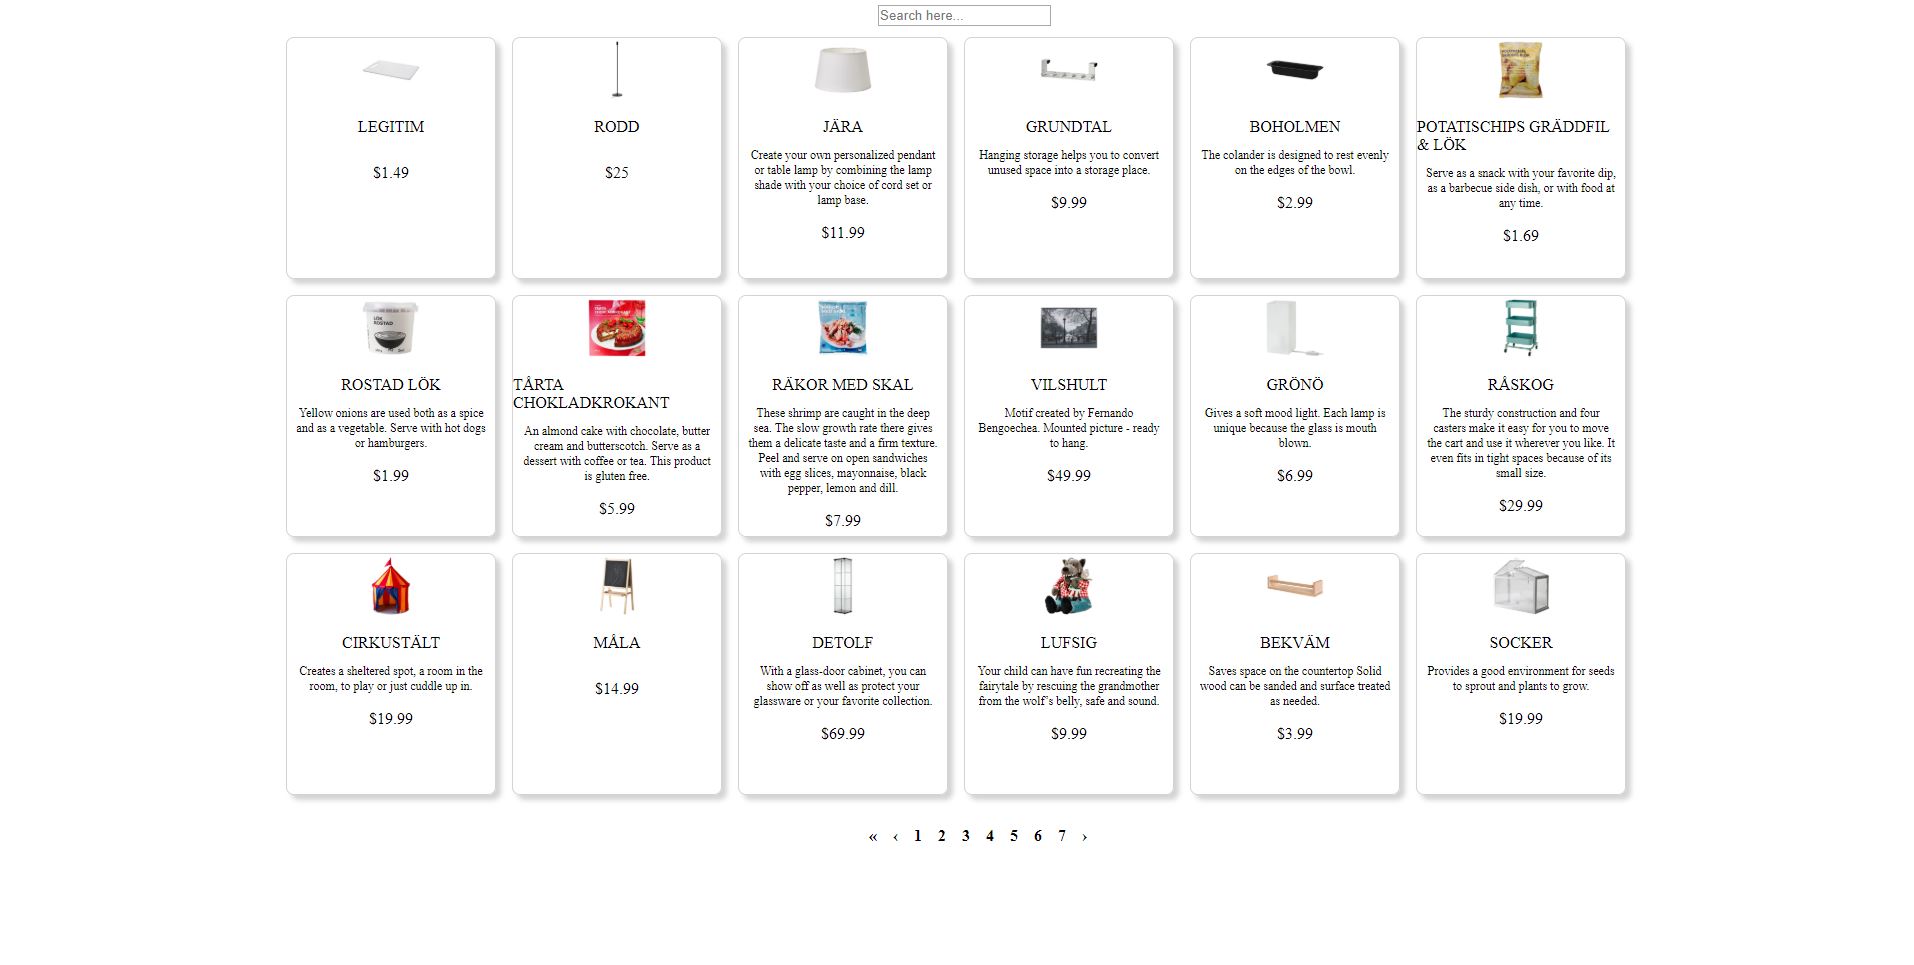 Search here...
LEGITIM
$1.49
RODD
$25
JÄRA
Create your own personalized pendant
or table lamp by combining the lamp
shade with your choice of cord set or
lamp base.
$11.99
GRUNDTAL
Hanging storage helps you to convert
unused space into a storage place.
$9.99
BOHOLMEN
The colander is designed to rest evenly
on the edges of the bowl.
$2.99
POTATISCHIPS GRÄDDFIL
& LÖK
Serve as a snack with your favorite dip,
as a barbecue side dish, or with food at
any time.
$1.69
LÖK
ROSTAD
ROSTAD LÖK
Yellow onions are used both as a spice
and as a vegetable. Serve with hot dogs
or hamburgers.
$1.99
TÅRTA
CHOKLADKROKANT
An almond cake with chocolate, butter
cream and butterscotch. Serve as a
dessert with coffee or tea. This product
is gluten free.
$5.99
RÄKOR MED SKAL
These shrimp are caught in the deep
sea. The slow growth rate there gives
them a delicate taste and a firm texture.
Peel and serve on open sandwiches
with egg slices, mayonnaise, black
pepper, lemon and dill.
$7.99
VILSHULT
Motif created by Fernando
Bengoechea. Mounted picture - ready
to hang.
$49.99
GRÖNÖ
Gives a soft mood light. Each lamp is
unique because the glass is mouth
blown.
$6.99
RÅSKOG
The sturdy construction and four
casters make it easy for you to move
the cart and use it wherever you like. It
even fits in tight spaces because of its
small size.
$29.99
CIRKUSTÄLT
Creates a sheltered spot, a room in the
room, to play or just cuddle up in.
$19.99
MÅLA
$14.99
DETOLF
With a glass-door cabinet, you can
show off as well as protect your
glassware or your favorite collection.
$69.99
LUFSIG
Your child can have fun recreating the
fairytale by rescuing the grandmother
from the wolf's belly, safe and sound.
$9.99
BEKVÄM
Saves space on the countertop Solid
wood can be sanded and surface treated
as needed.
$3.99
SOCKER
Provides a good environment for seeds
to sprout and plants to grow.
$19.99
« ‹ 1 2 3 4 5 6 7 ›